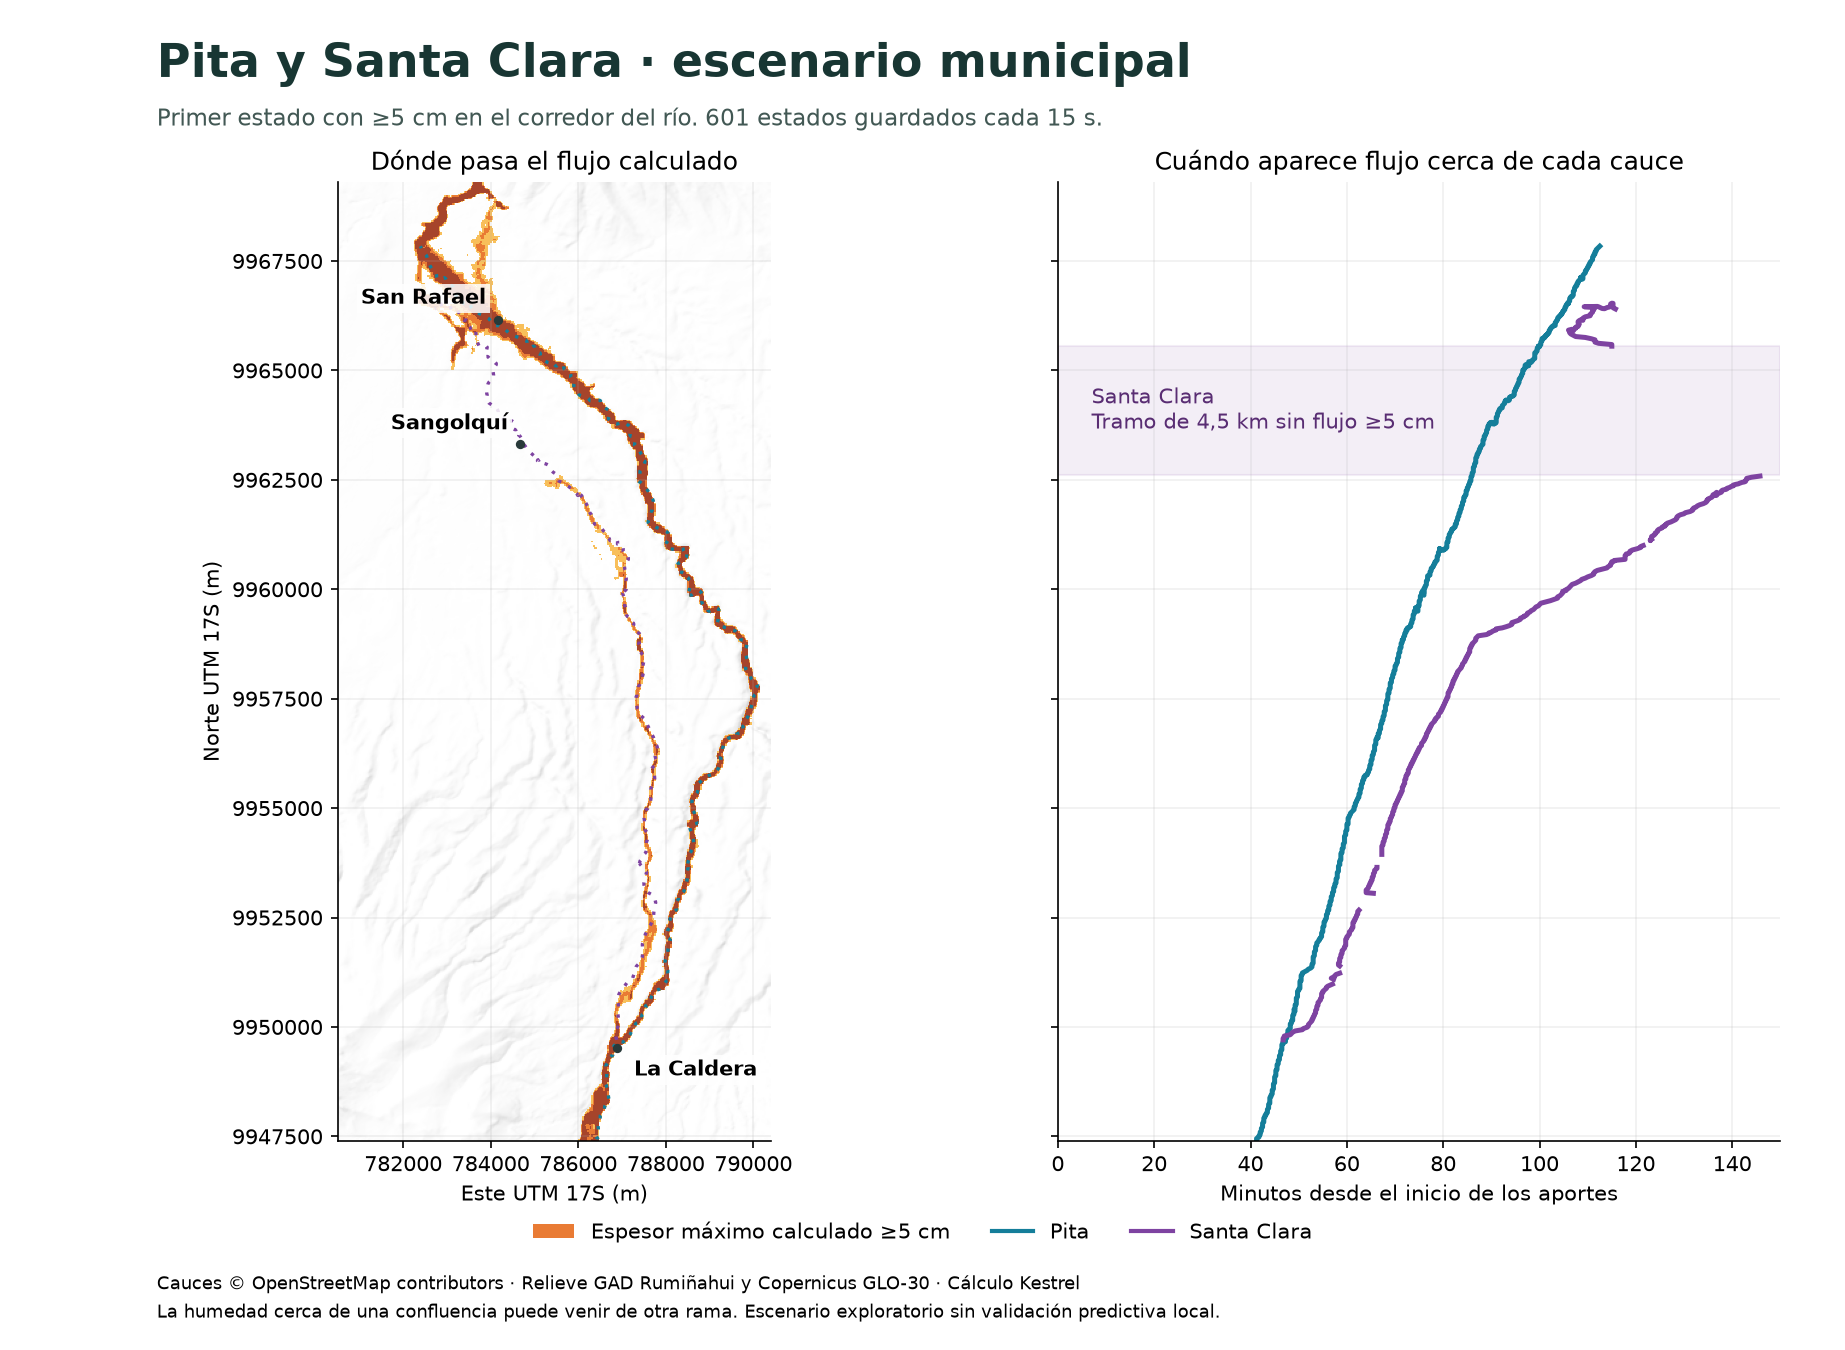 Pita y Santa Clara · escenario municipal
Primer estado con ≥5 cm en el corredor del río. 601 estados guardados cada 15 s.
Dónde pasa el flujo calculado
Norte UTM 17S (m)
9967500
9965000
9962500
9960000
9957500
9955000
9952500
9950000
9947500
San Rafael
Sangolquí
La Caldera
782000 784000 786000 788000 790000
Este UTM 17S (m)
Cuándo aparece flujo cerca de cada cauce
Santa Clara
Tramo de 4,5 km sin flujo ≥5 cm
0 20 40 60 80 100 120 140
Minutos desde el inicio de los aportes
Espesor máximo calculado ≥5 cm Pita Santa Clara
Cauces © OpenStreetMap contributors · Relieve GAD Rumiñahui y Copernicus GLO-30 · Cálculo Kestrel
La humedad cerca de una confluencia puede venir de otra rama. Escenario exploratorio sin validación predictiva local.